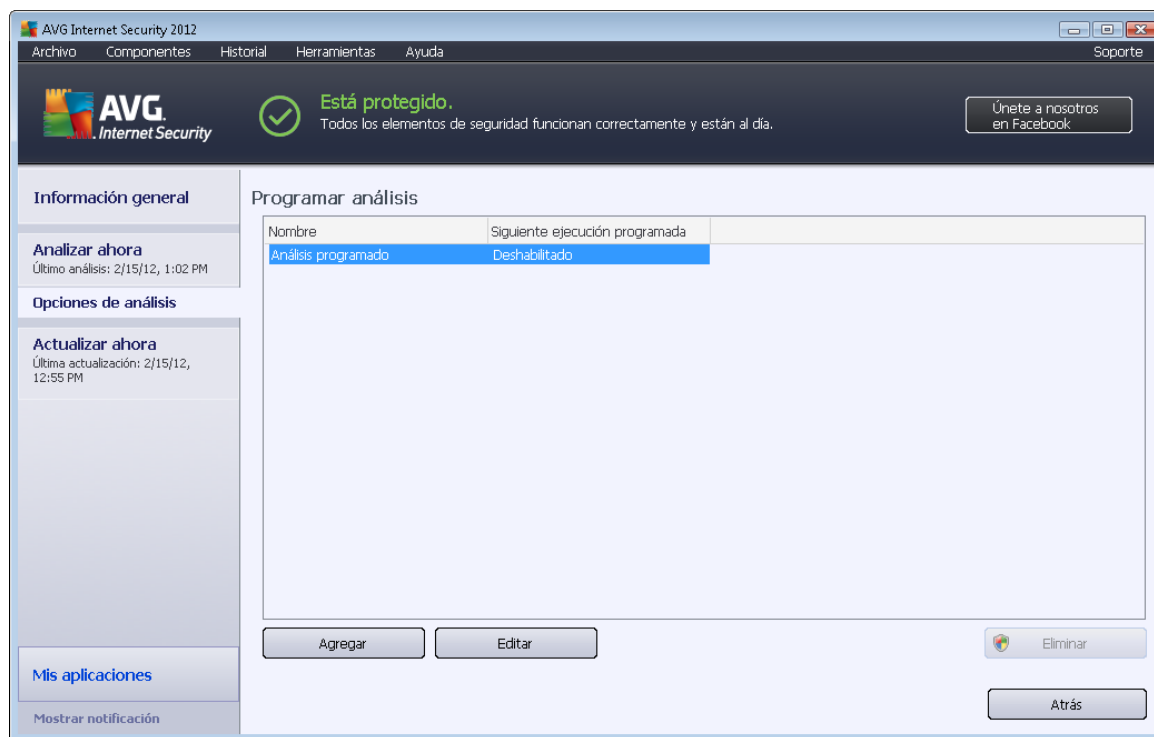 AVG Internet Security 2012
Archivo Componentes Historial Herramientas Ayuda Soporte
AVG.
Internet Security
Está protegido.
Todos los elementos de seguridad funcionan correctamente y están al día.
Únete a nosotros
en Facebook
Información general
Analizar ahora
Último análisis: 2/15/12, 1:02 PM
Opciones de análisis
Actualizar ahora
Última actualización: 2/15/12,
12:55 PM
Mis aplicaciones
Mostrar notificación
Programar análisis
Nombre Siguiente ejecución programada
Análisis programado Deshabilitado
Agregar Editar Eliminar
Atrás